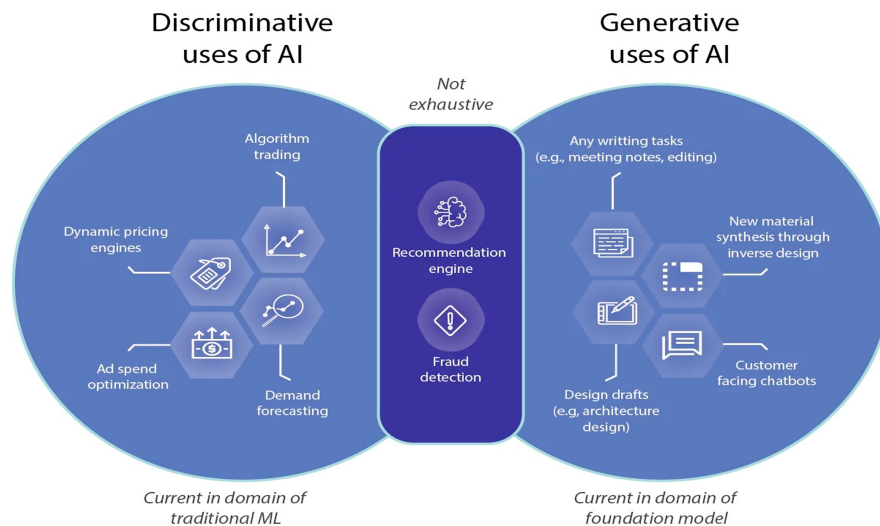 Discriminative
uses of AI
Generative
uses of AI
Not
exhaustive
Algorithm
trading
Dynamic pricing
engines
Ad spend
optimization
Demand
forecasting
Recommendation
engine
Fraud
detection
Any writting tasks
(e.g., meeting notes, editing)
New material
synthesis through
inverse design
Design drafts
(e.g, architecture
design)
Customer
facing chatbots
Current in domain of
traditional ML
Current in domain of
foundation model